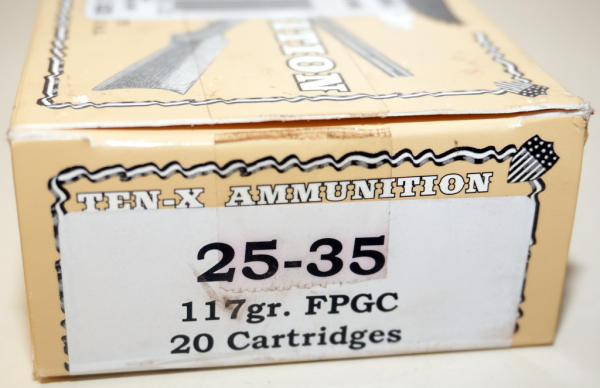 TEN-X AMMUNITION
25-35
117gr. FPGC
20 Cartridges